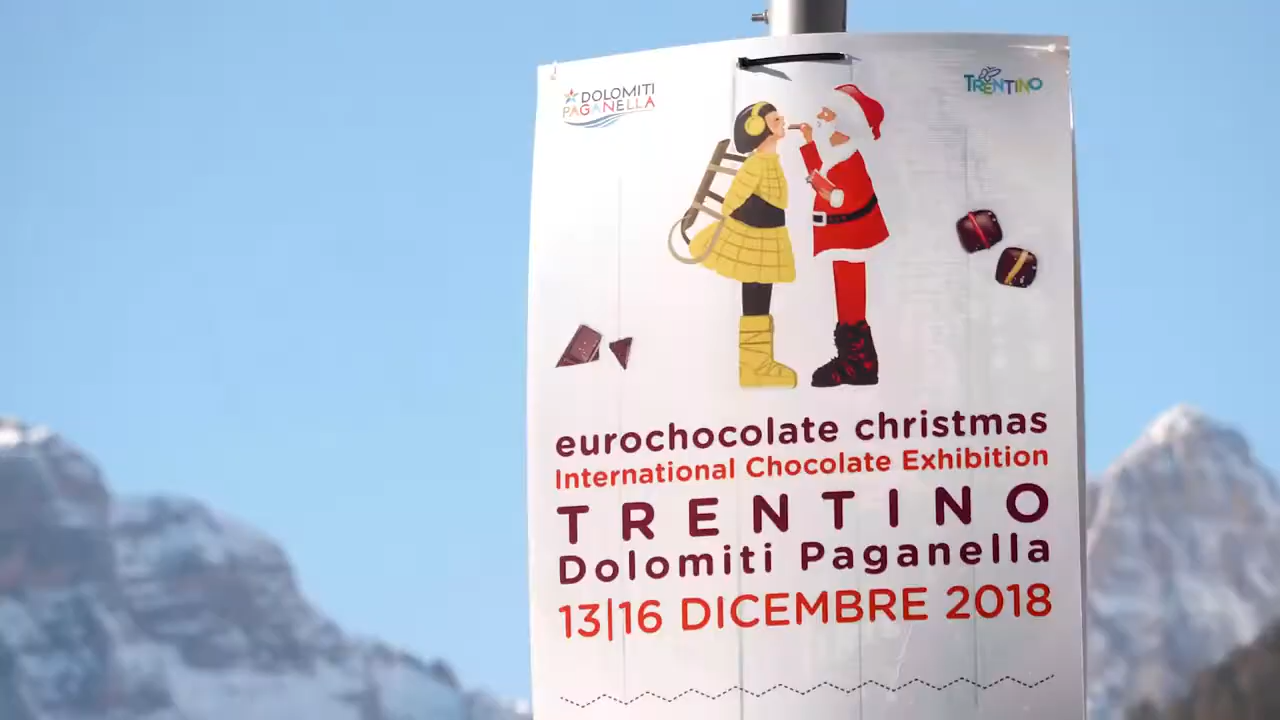 DOLOMITI
PAGANELLA
TRENTINO
eurochocolate christmas
International Chocolate Exhibition
TRENTINO
Dolomiti Paganella
13|16 DICEMBRE 2018